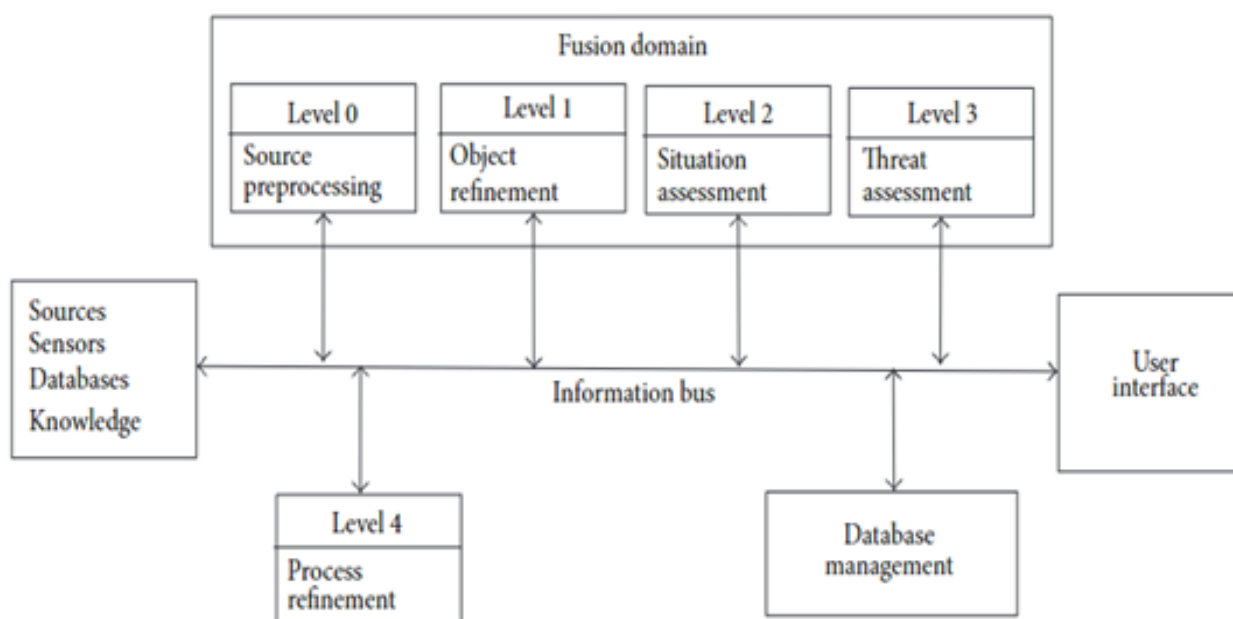 Fusion domain
Level 0
Source
preprocessing
Level 1
Object
refinement
Level 2
Situation
assessment
Level 3
Threat
assessment
Sources
Sensors
Databases
Knowledge
Information bus
User
interface
Level 4
Process
refinement
Database
management